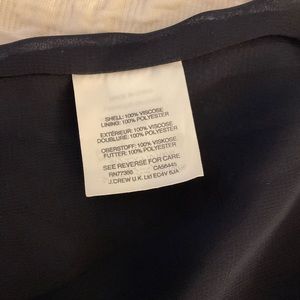 SHELL: 100% VISCOSE
LINING: 100% POLYESTER
EXTÉRIEUR: 100% VISCOSE
DOUBLURE: 100% POLYESTER
OBERSTOFF: 100% VISKOSE
FUTTER: 100% POLYESTER
SEE REVERSE FOR CARE
RN77388 CA56445
J.CREW U.K. Ltd EC4V 6JA